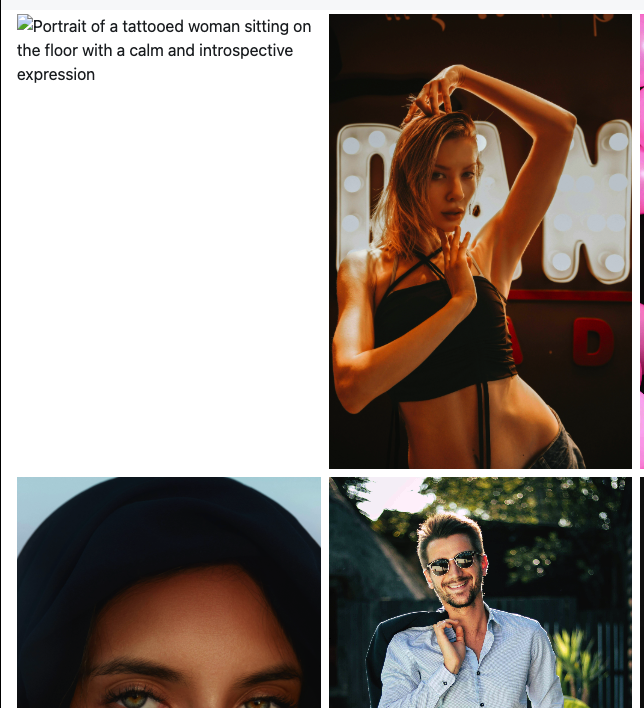 Portrait of a tattooed woman sitting on
the floor with a calm and introspective
expression
D